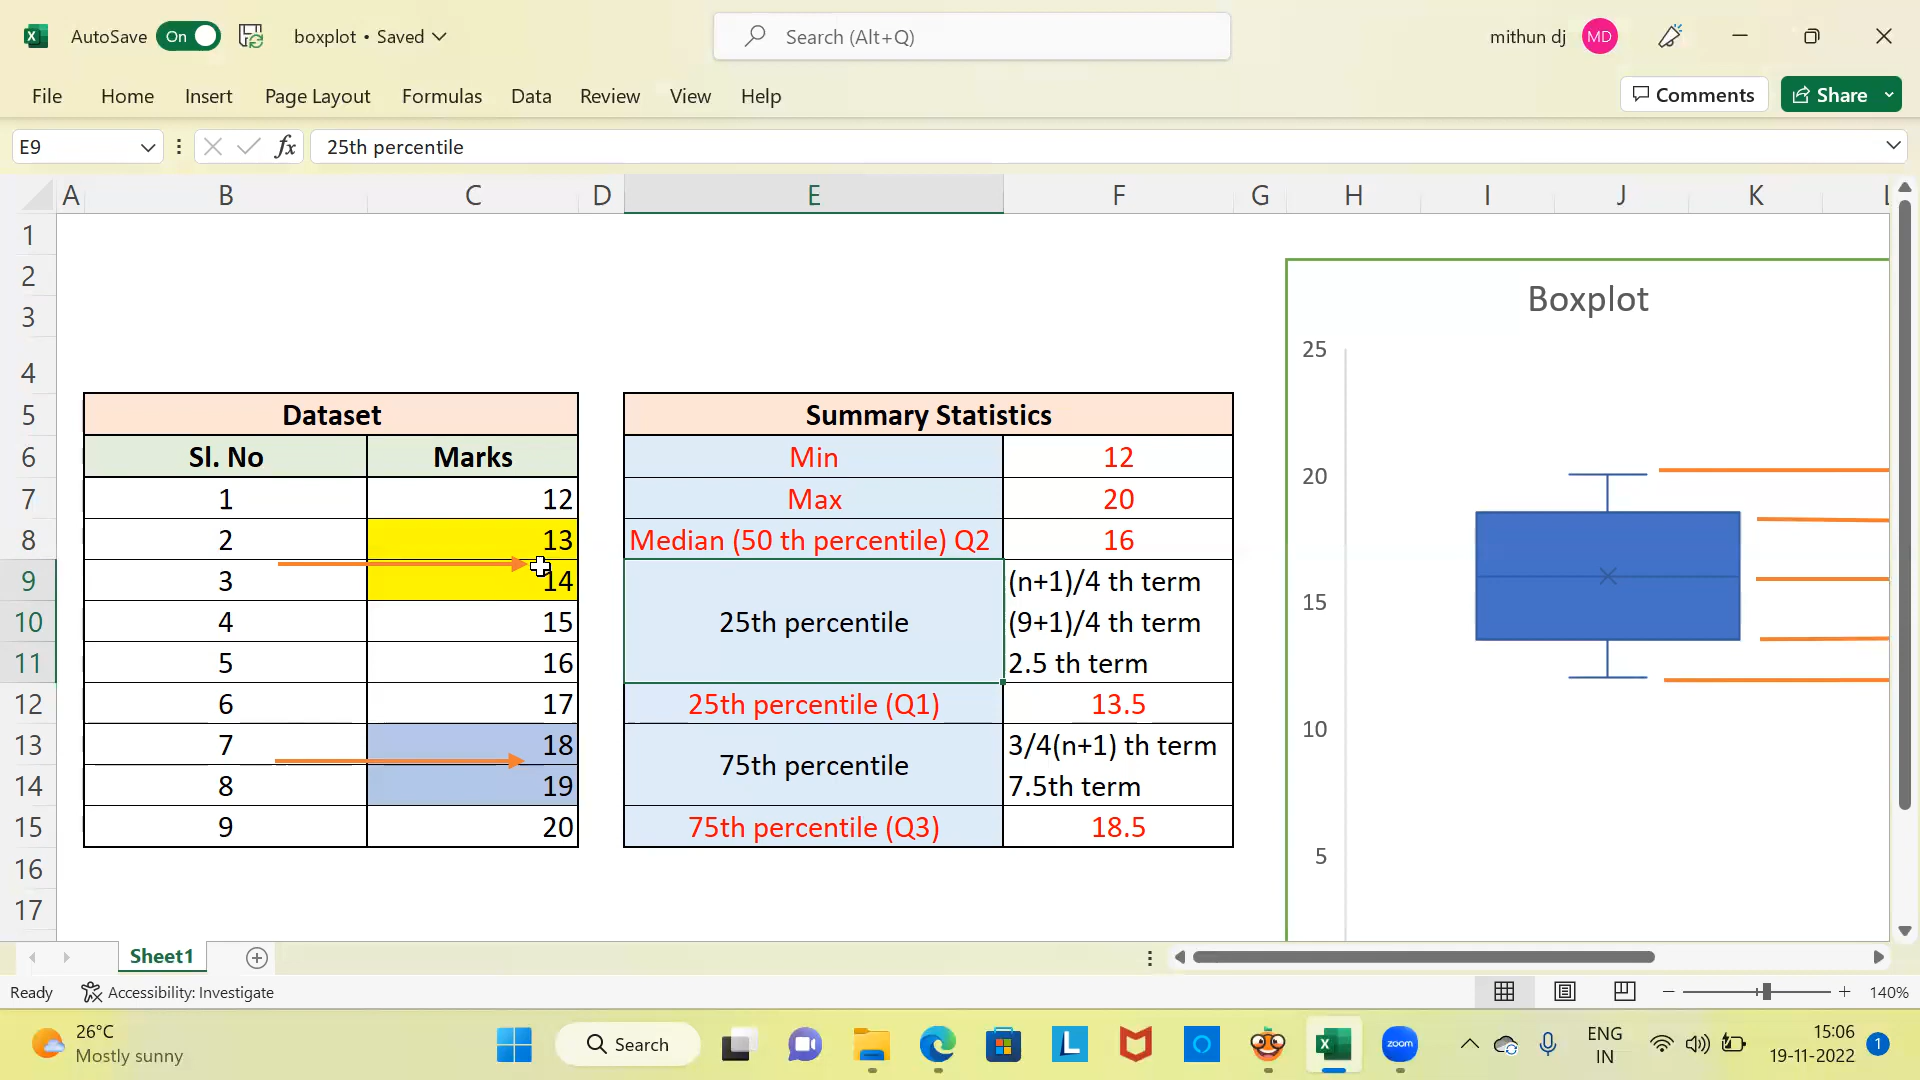 AutoSave On boxplot • Saved Search (Alt+Q) mithun dj MD
File Home Insert Page Layout Formulas Data Review View Help Comments Share
E9 fx 25th percentile
A B C D E F G H I J K L
1
2
3
4
5
6
7
8
9
10
11
12
13
14
15
16
17
Dataset
Sl. No Marks
1 12
2 13
3 14
4 15
5 16
6 17
7 18
8 19
9 20
Summary Statistics
Min 12
Max 20
Median (50 th percentile) Q2 16
25th percentile
(n+1)/4 th term
(9+1)/4 th term
2.5 th term
25th percentile (Q1) 13.5
75th percentile
3/4(n+1) th term
7.5th term
75th percentile (Q3) 18.5
Boxplot
25
20
15
10
5
Sheet1
Ready Accessibility: Investigate 140%
26°C
Mostly sunny
Search
zoom
ENG
IN
15:06
19-11-2022
1